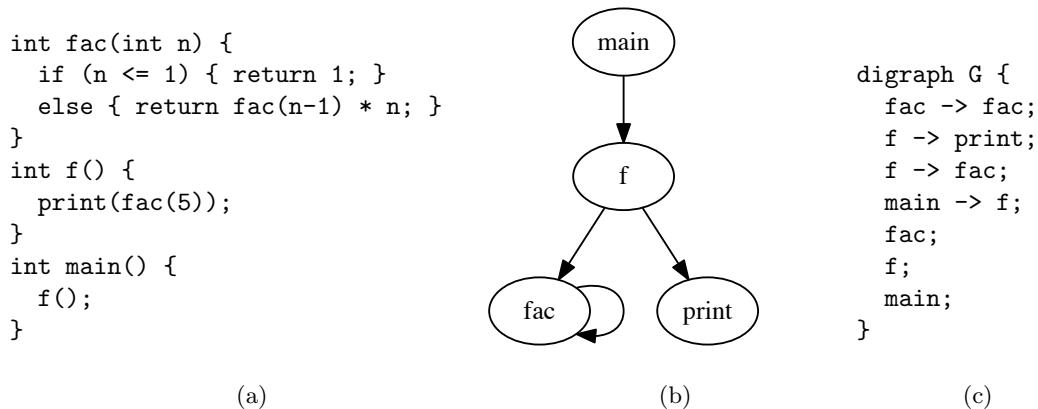 int fac(int n) {
if (n <= 1) { return 1; }
else { return fac(n-1) * n; }
}
int f() {
print(fac(5));
}
int main() {
f();
}
(a)
main
f
fac
print
(b)
digraph G {
fac -> fac;
f -> print;
f -> fac;
main -> f;
fac;
f;
main;
}
(c)